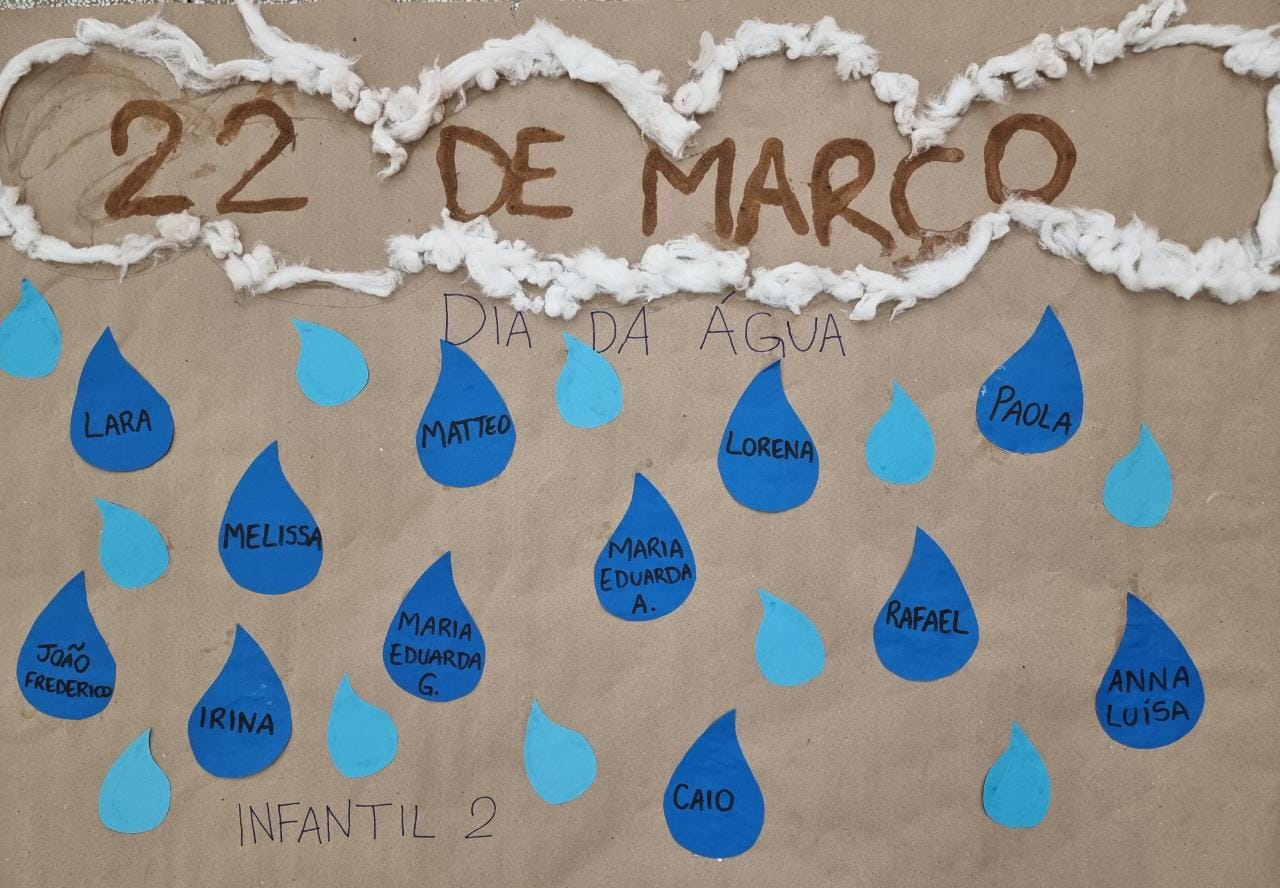 22 DE MARÇO
DIA DA ÁGUA
LARA
MATTEO
LORENA
PAOLA
MELISSA
MARIA
EDUARDA
A.
RAFAEL
JOÃO
FREDERICO
IRINA
MARIA
EDUARDA
G.
ANNA
LUÍSA
CAIO
INFANTIL 2